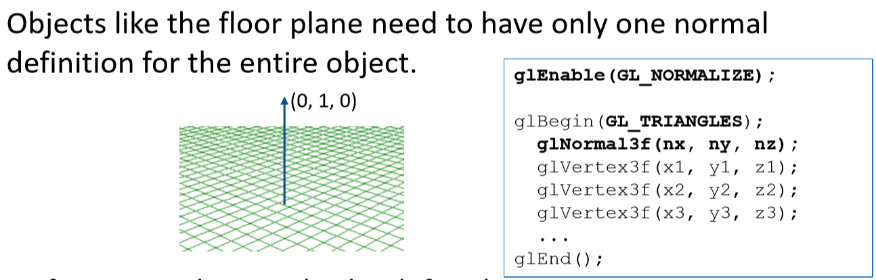 Objects like the floor plane need to have only one normal
definition for the entire object.
(0, 1, 0)
glEnable(GL_NORMALIZE);
glBegin(GL_TRIANGLES);
glNormal3f(nx, ny, nz);
glVertex3f(x1, y1, z1);
glVertex3f(x2, y2, z2);
glVertex3f(x3, y3, z3);
...
glEnd();